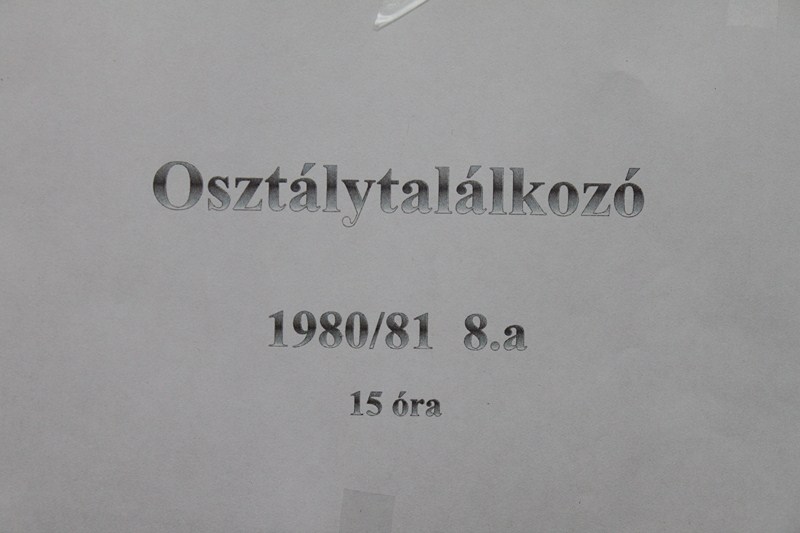 Osztálytalálkozó
1980/81 8.a
15 óra